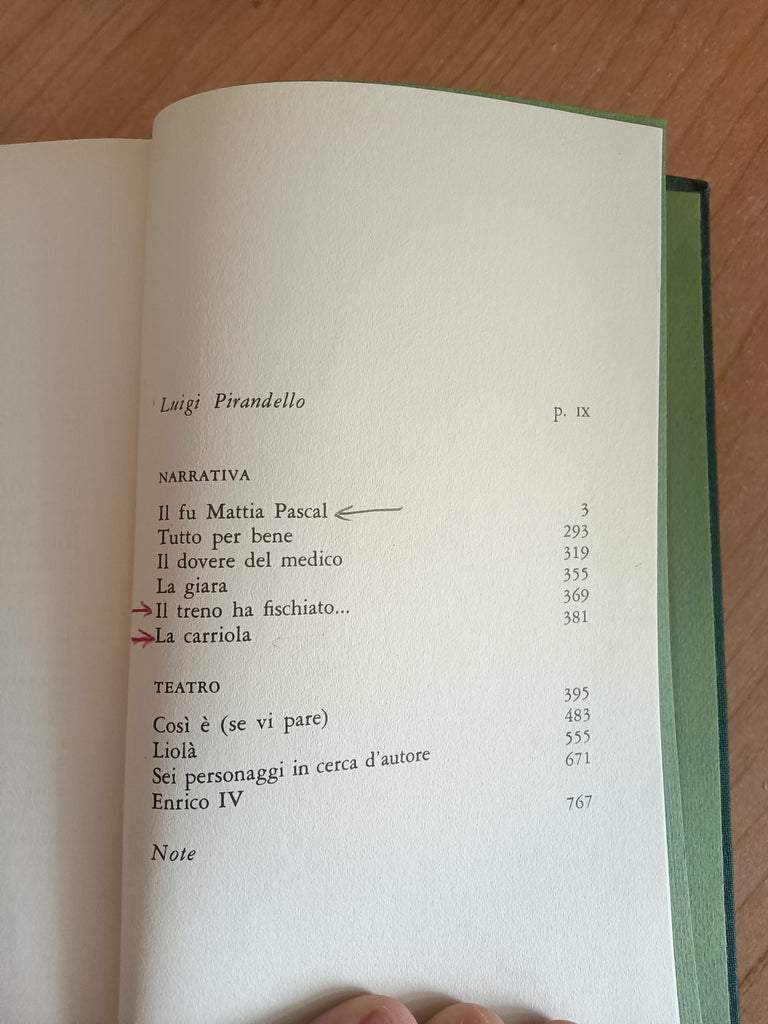 Luigi Pirandello p. IX
NARRATIVA
Il fu Mattia Pascal 3
Tutto per bene 293
Il dovere del medico 319
La giara 355
Il treno ha fischiato... 369
La carriola 381
TEATRO
Così è (se vi pare) 395
Liolà 483
Sei personaggi in cerca d'autore 555
Enrico IV 671
Note 767